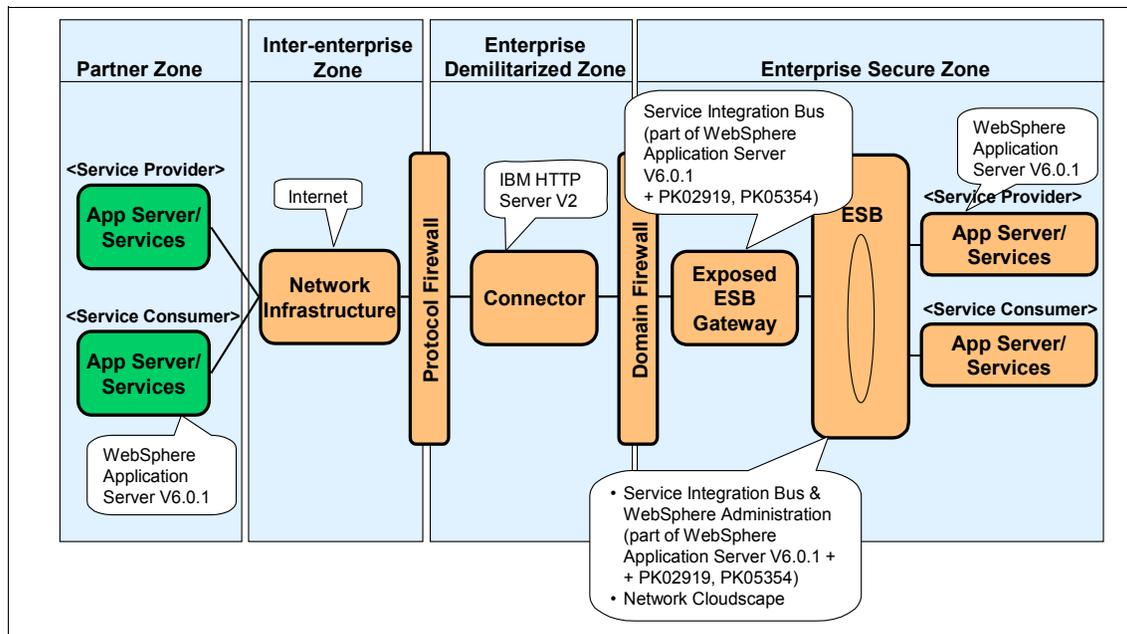 Partner Zone
Inter-enterprise
Zone
Enterprise
Demilitarized Zone
Enterprise Secure Zone
<Service Provider>
App Server/
Services
<Service Consumer>
App Server/
Services
WebSphere
Application
Server V6.0.1
Internet
Network
Infrastructure
Protocol Firewall
IBM HTTP
Server V2
Connector
Domain Firewall
Service Integration Bus
(part of WebSphere
Application Server
V6.0.1
+ PK02919, PK05354)
Exposed
ESB
Gateway
ESB
WebSphere
Application
Server V6.0.1
<Service Provider>
App Server/
Services
<Service Consumer>
App Server/
Services
• Service Integration Bus &
WebSphere Administration
(part of WebSphere
Application Server V6.0.1 +
+ PK02919, PK05354)
• Network Cloudscape